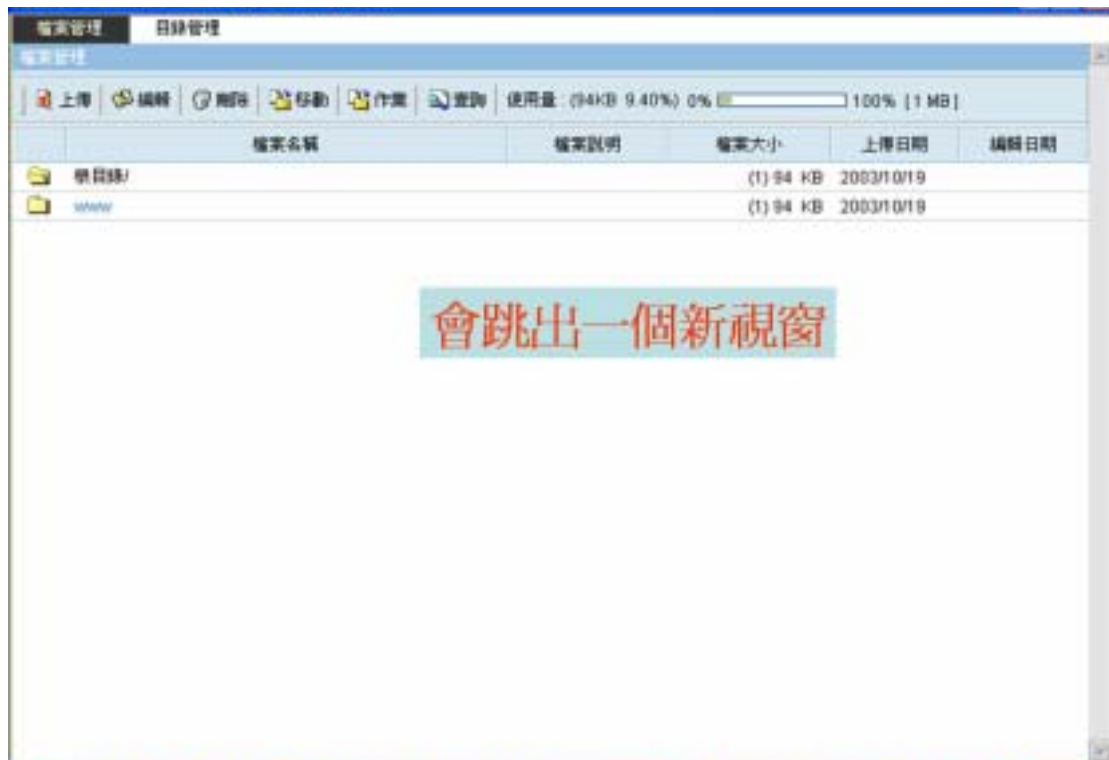 檔案管理 目錄管理
檔案管理
上傳 編輯 刪除 移動 作業 查詢 使用量 (94KB 9.40%) 0% 100% [1 MB]
檔案名稱 檔案說明 檔案大小 上傳日期 編輯日期
根目錄/ (1) 94 KB 2003/10/19
www (1) 94 KB 2003/10/19
會跳出一個新視窗